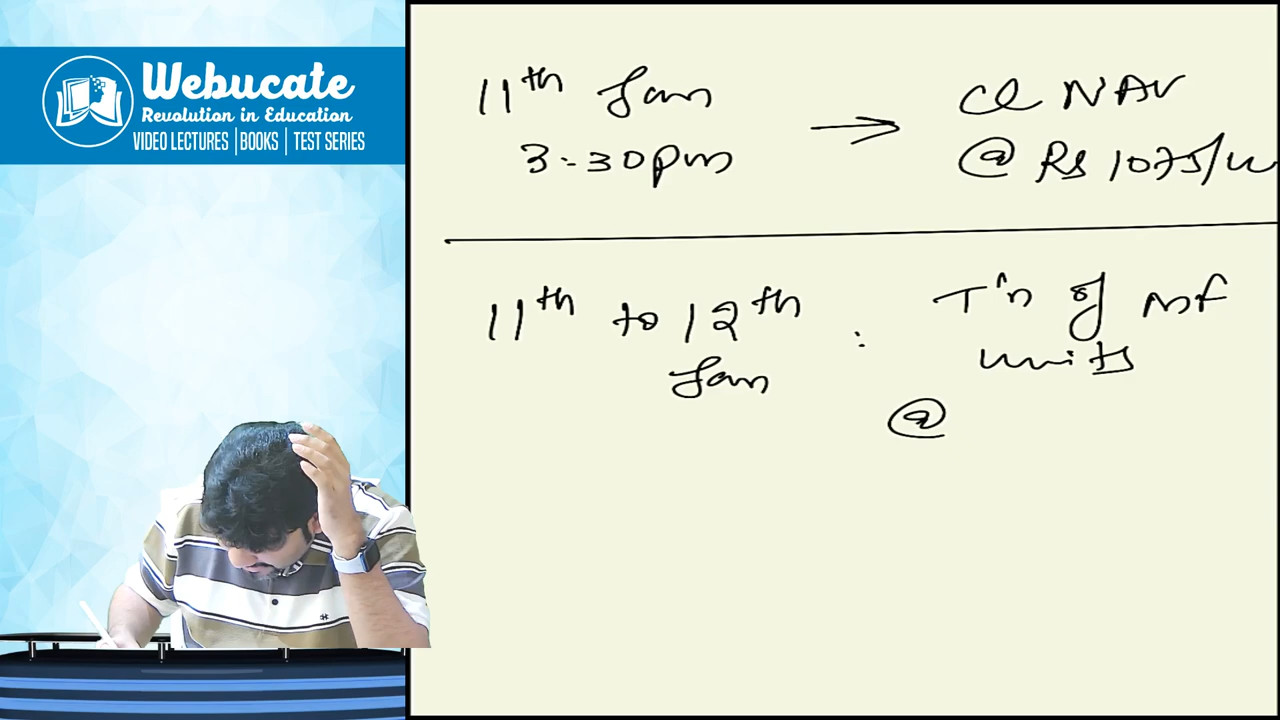 Webucate
Revolution in Education
VIDEO LECTURES | BOOKS | TEST SERIES
11th Jan
3:30pm
→ Cl NAV
@ Rs 1075/u
11th to 12th
Jan
: T'n of MF
units
@